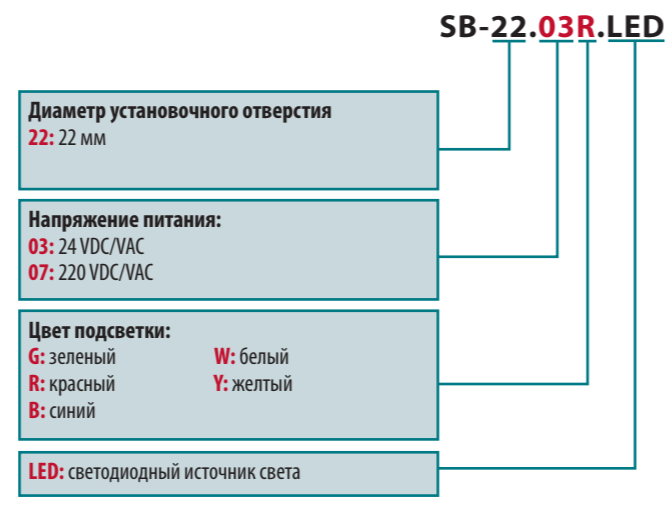 SB-22.03R.LED
Диаметр установочного отверстия
22: 22 мм
Напряжение питания:
03: 24 VDC/VAC
07: 220 VDC/VAC
Цвет подсветки:
G: зеленый W: белый
R: красный Y: желтый
B: синий
LED: светодиодный источник света